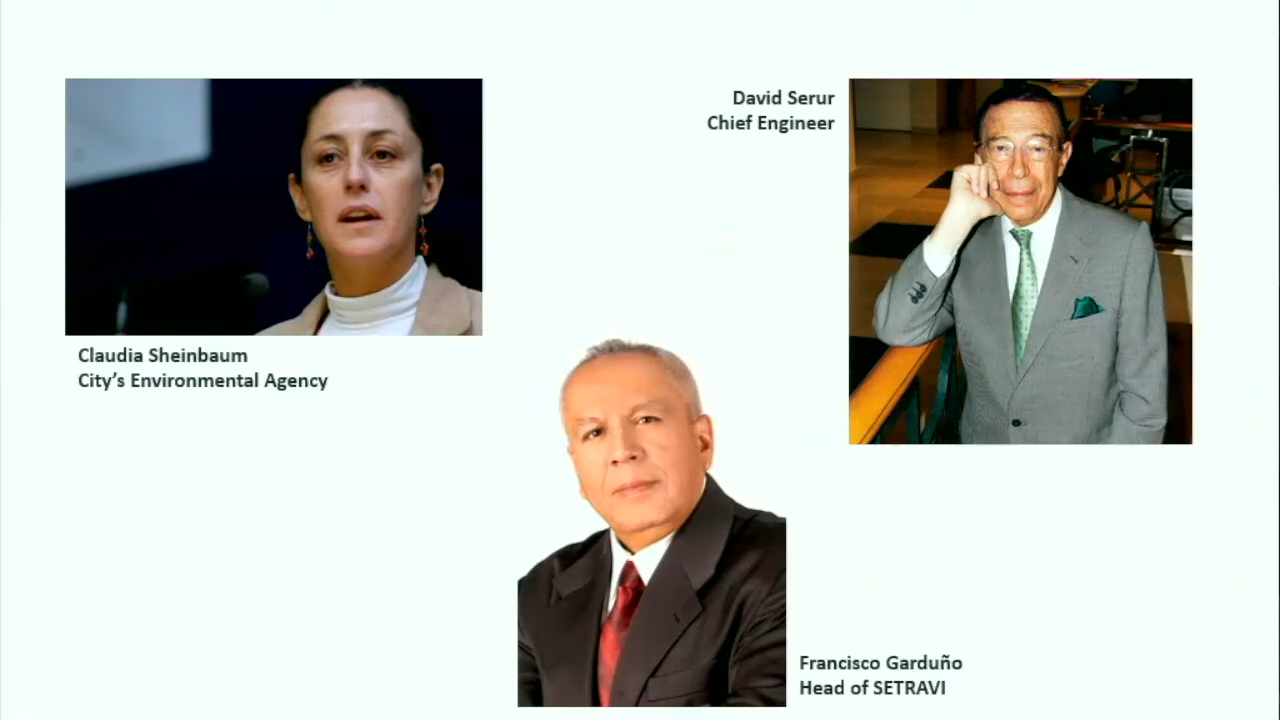 David Serur
Chief Engineer
Claudia Sheinbaum
City’s Environmental Agency
Francisco Garduño
Head of SETRAVI